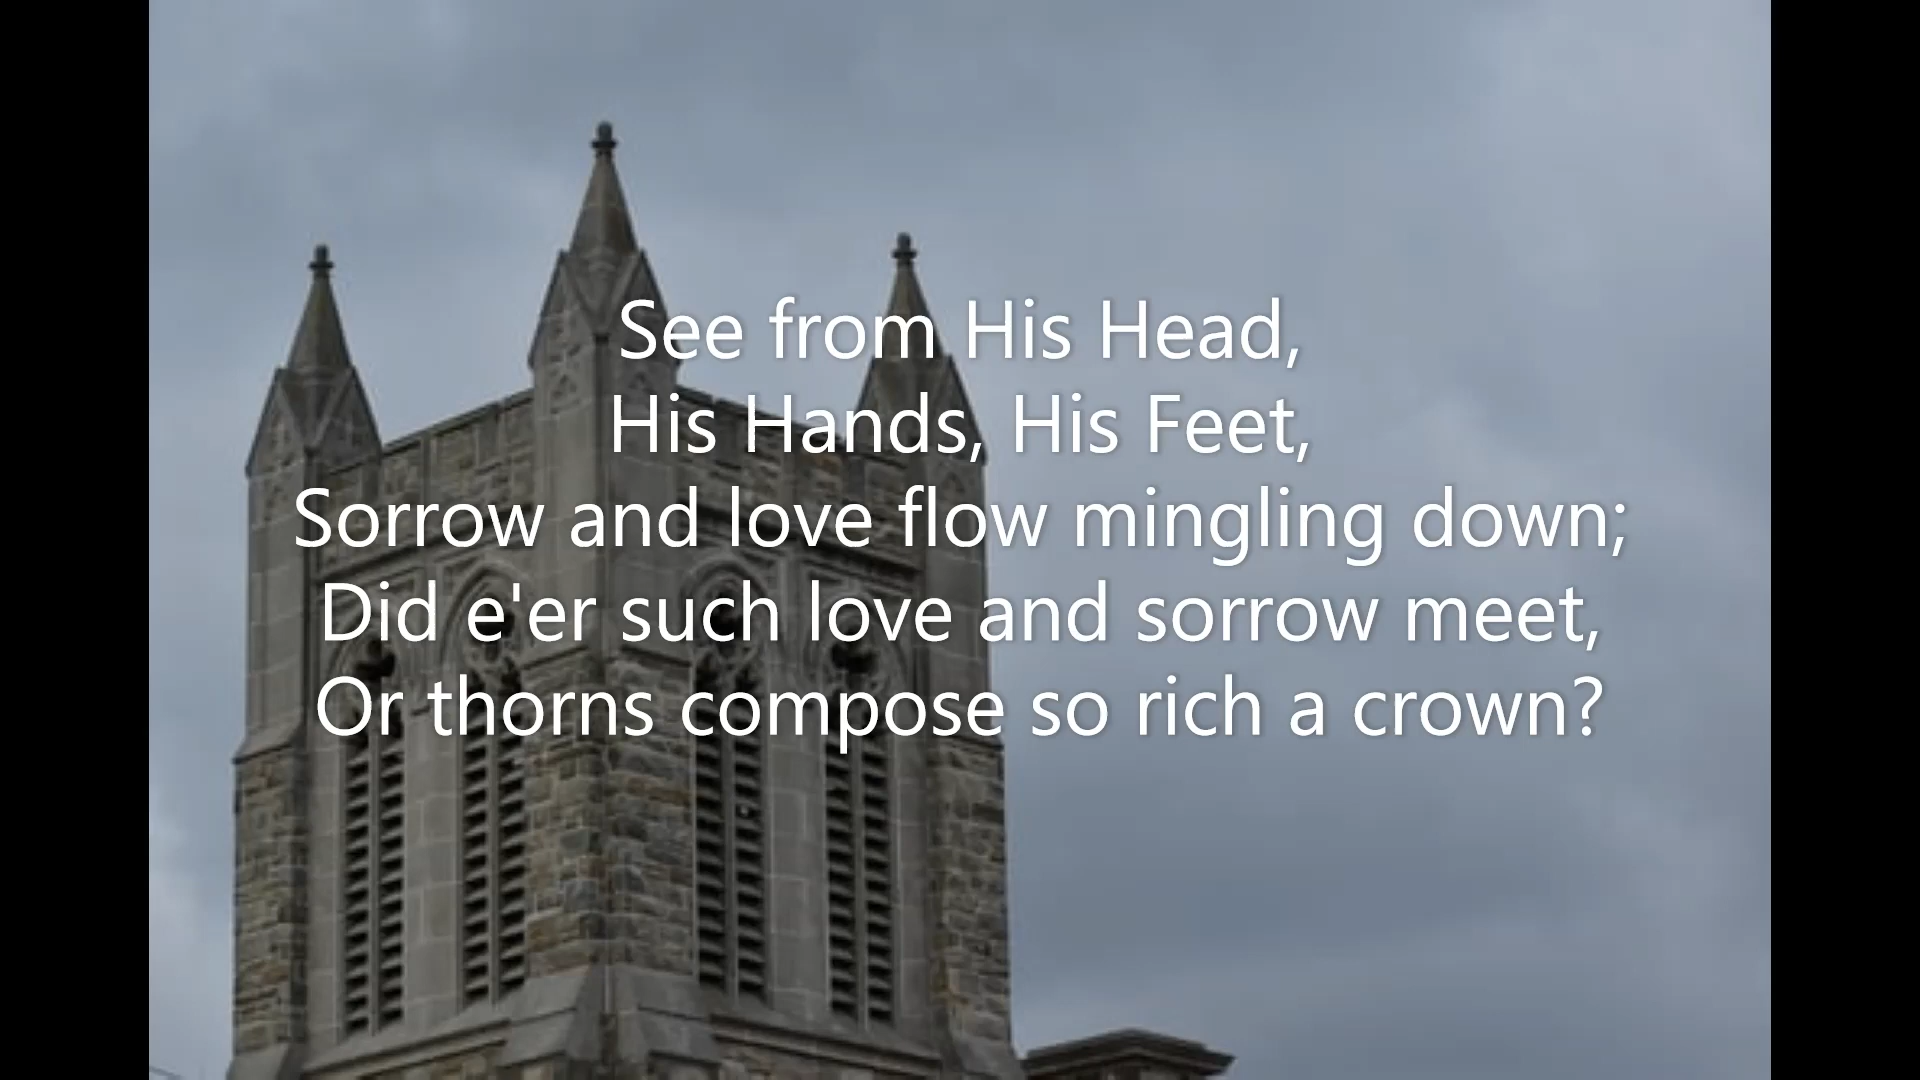 See from His Head,
His Hands, His Feet,
Sorrow and love flow mingling down;
Did e'er such love and sorrow meet,
Or thorns compose so rich a crown?